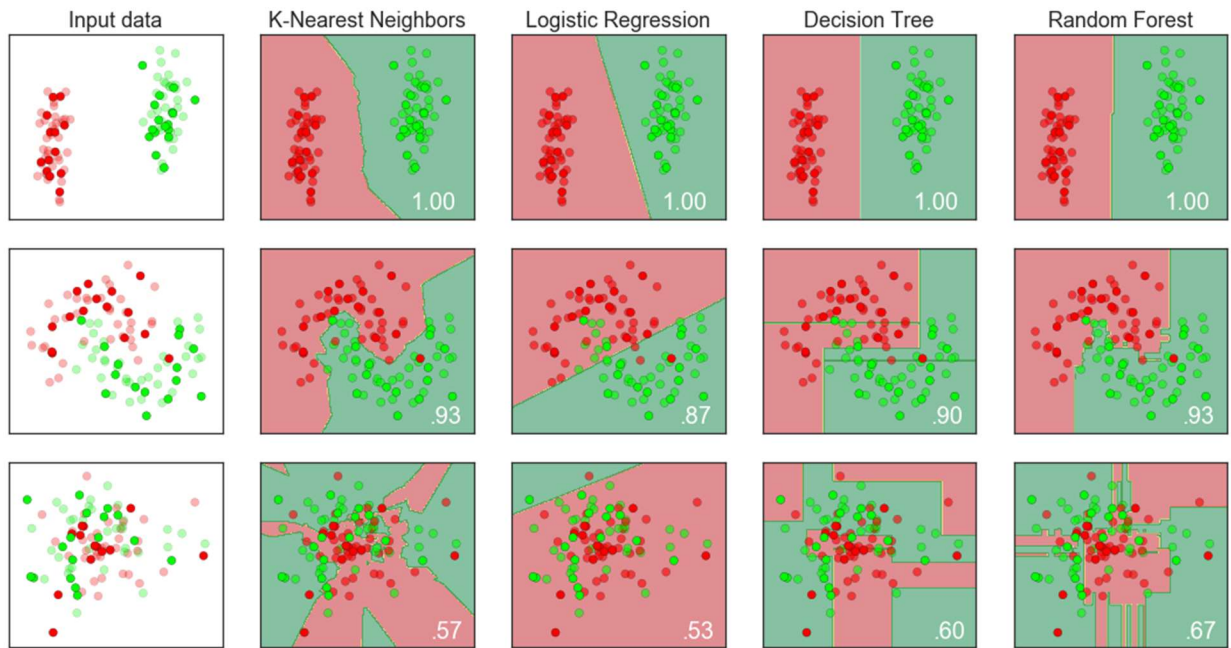 Input data K-Nearest Neighbors Logistic Regression Decision Tree Random Forest
1.00 1.00 1.00 1.00
.93 .87 .90 .93
.57 .53 .60 .67